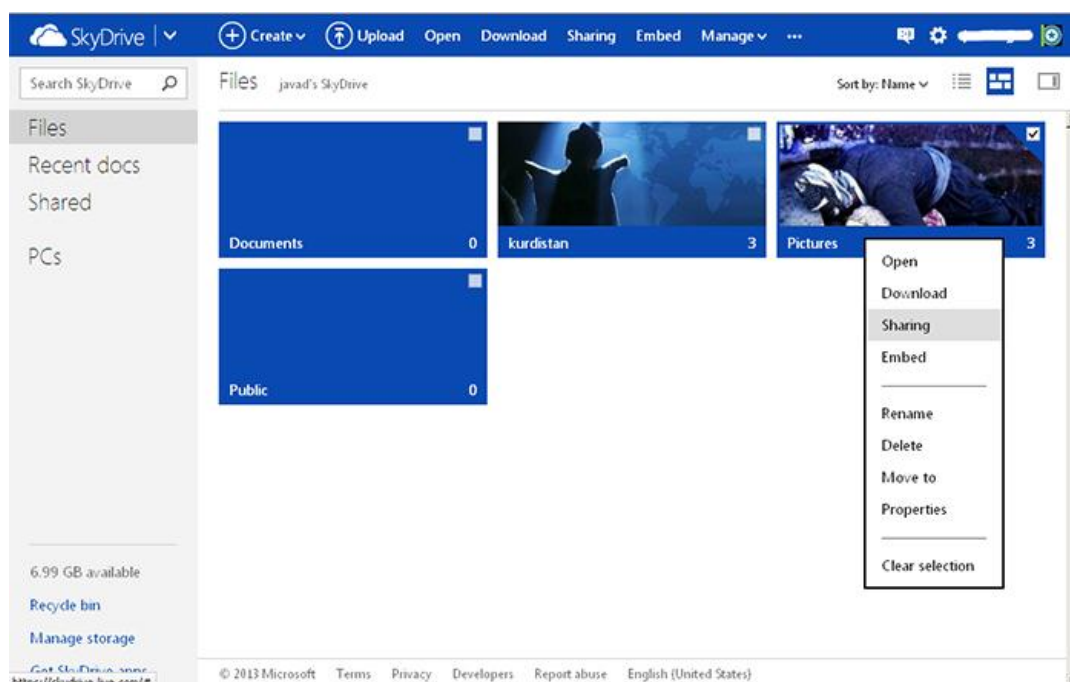 SkyDrive Create Upload Open Download Sharing Embed Manage ...
Search SkyDrive
Files javad's SkyDrive Sort by: Name
Files
Recent docs
Shared
PCs
Documents 0 kurdistan 3 Pictures 3
Public 0
Open
Download
Sharing
Embed
Rename
Delete
Move to
Properties
Clear selection
6.99 GB available
Recycle bin
Manage storage
Get SkyDrive apps
© 2013 Microsoft Terms Privacy Developers Report abuse English (United States)